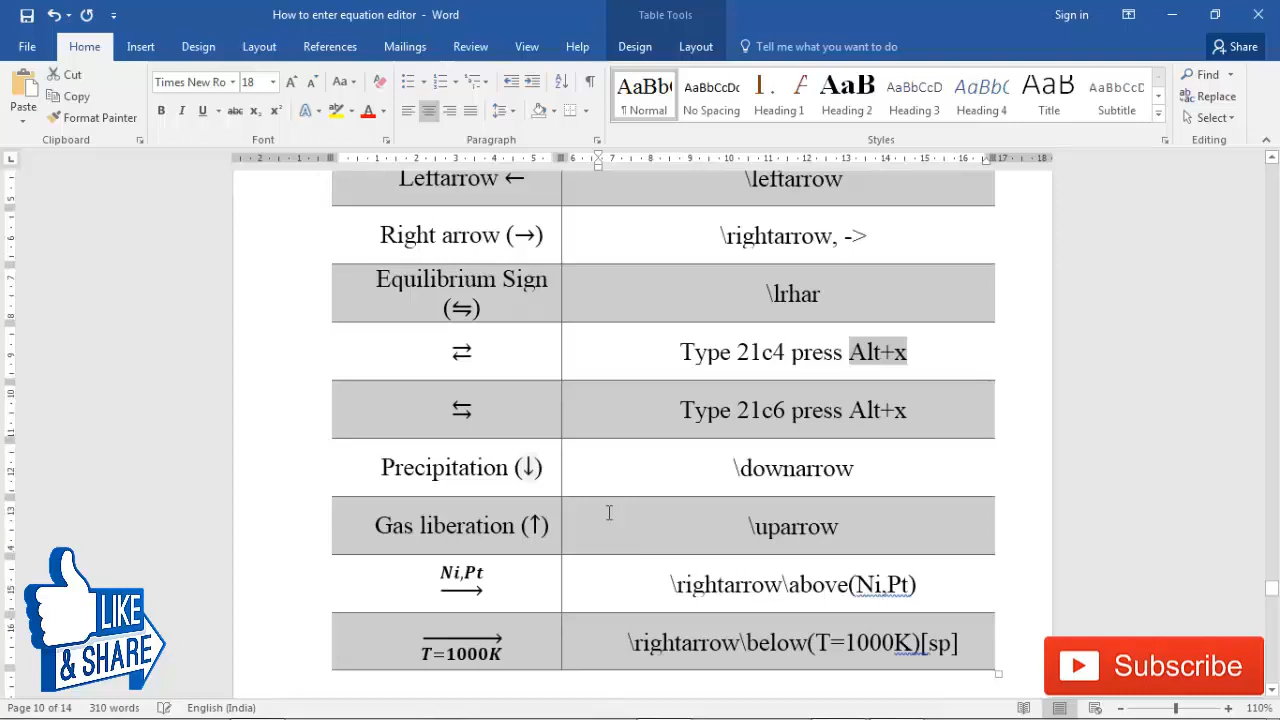 How to enter equation editor - Word
Table Tools
Sign in
File Home Insert Design Layout References Mailings Review View Help Design Layout Tell me what you want to do Share
Paste
Cut
Copy
Format Painter
Clipboard
Times New Ro 18
Font
Paragraph
AaBbC AaBbCcD 1. A AaB AaBbCcD AaBbC AaB AaBbCcD
¶ Normal No Spacing Heading 1 Heading 2 Heading 3 Heading 4 Title Subtitle
Styles
Find
Replace
Select
Editing
Leftarrow ← \leftarrow
Right arrow (→) \rightarrow, ->
Equilibrium Sign
(⇋) \lrhar
⇄ Type 21c4 press Alt+x
⇆ Type 21c6 press Alt+x
Precipitation (↓) \downarrow
Gas liberation (↑) \uparrow
Ni,Pt
→ \rightarrow\above(Ni,Pt)
→
T=1000K \rightarrow\below(T=1000K)[sp]
LIKE
& SHARE
Subscribe
Page 10 of 14 310 words English (India) 110%